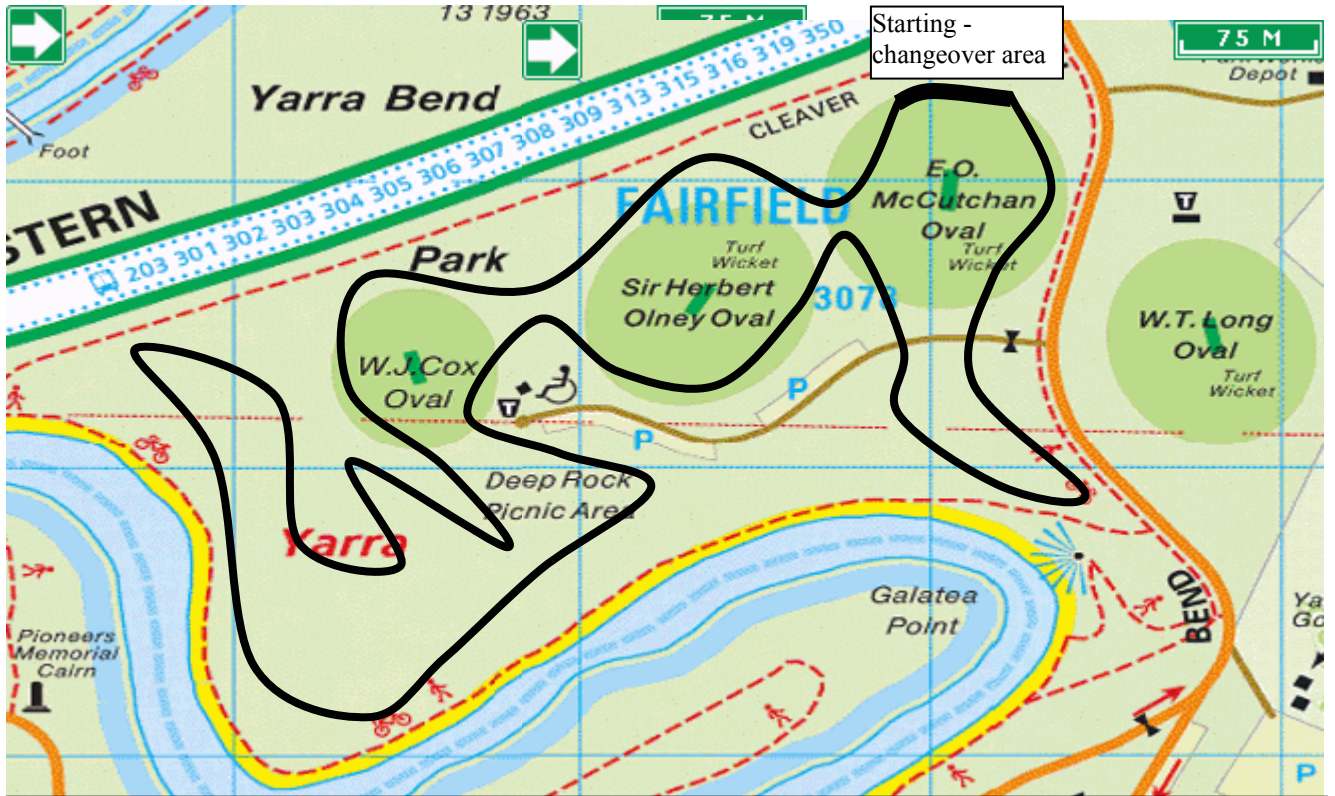 13 1963
75 M
Starting -
changeover area
75 M
Depot
Yarra Bend
Foot
CLEAVER
STERN
203 301 302 303 304 305 306 307 308 309 313 315 316 319 350
FAIRFIELD
E.O.
McCutchan
Oval
Turf
Wicket
T
Park
Turf
Wicket
Sir Herbert
Olney Oval
3078
W.T. Long
Oval
Turf
Wicket
W.J.Cox
Oval
T
P
P
Deep Rock
Picnic Area
Yarra
Galatea
Point
BEND
Ya
Go
Pioneers
Memorial
Cairn
P